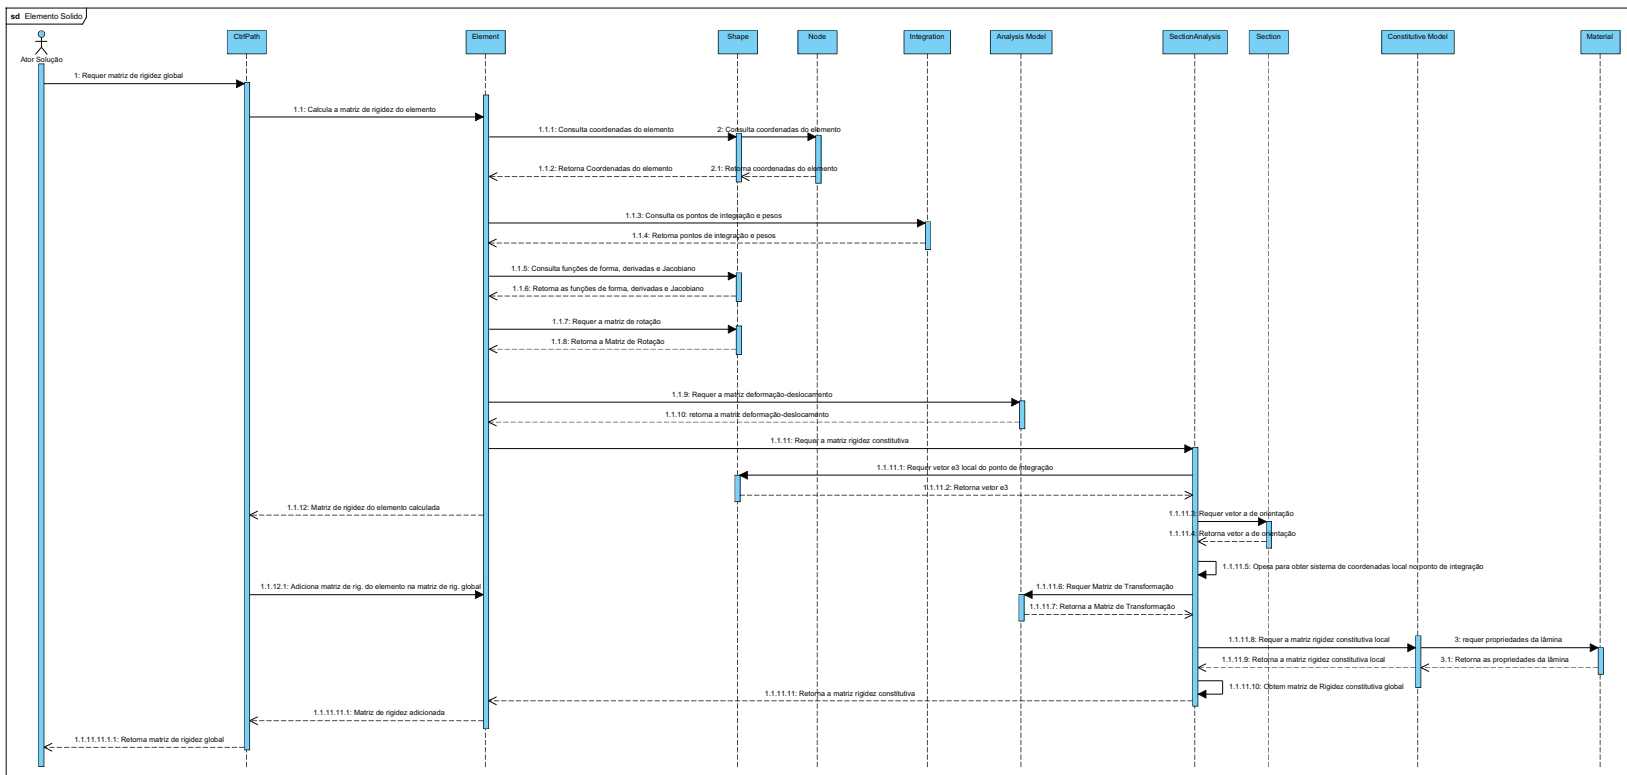 sd Elemento Solido
Ator Solução
CtrlPath
Element
Shape
Node
Integration
Analysis Model
SectionAnalysis
Section
Constitutive Model
Material
1: Requer matriz de rigidez global
1.1: Calcula a matriz de rigidez do elemento
1.1.1: Consulta coordenadas do elemento
2: Consulta coordenadas do elemento
1.1.2: Retorna Coordenadas do elemento
2.1: Retorna coordenadas do elemento
1.1.3: Consulta os pontos de integração e pesos
1.1.4: Retorna pontos de integração e pesos
1.1.5: Consulta funções de forma, derivadas e Jacobiano
1.1.6: Retorna as funções de forma, derivadas e Jacobiano
1.1.7: Requer a matriz de rotação
1.1.8: Retorna a Matriz de Rotação
1.1.9: Requer a matriz deformação-deslocamento
1.1.10: retorna a matriz deformação-deslocamento
1.1.11: Requer a matriz rigidez constitutiva
1.1.11.1: Requer vetor e3 local do ponto de integração
1.1.11.2: Retorna vetor e3
1.1.12: Matriz de rigidez do elemento calculada
1.1.11.3: Requer vetor a de orientação
1.1.11.4: Retorna vetor a de orientação
1.1.11.5: Opera para obter sistema de coordenadas local no ponto de integração
1.1.12.1: Adiciona matriz de rig. do elemento na matriz de rig. global
1.1.11.6: Requer Matriz de Transformação
1.1.11.7: Retorna a Matriz de Transformação
1.1.11.8: Requer a matriz rigidez constitutiva local
3: requer propriedades da lâmina
1.1.11.9: Retorna a matriz rigidez constitutiva local
3.1: Retorna as propriedades da lâmina
1.1.11.10: Obtem matriz de Rigidez constitutiva global
1.1.11.11: Retorna a matriz rigidez constitutiva
1.1.11.11.1: Matriz de rigidez adicionada
1.1.11.11.1.1: Retorna matriz de rigidez global